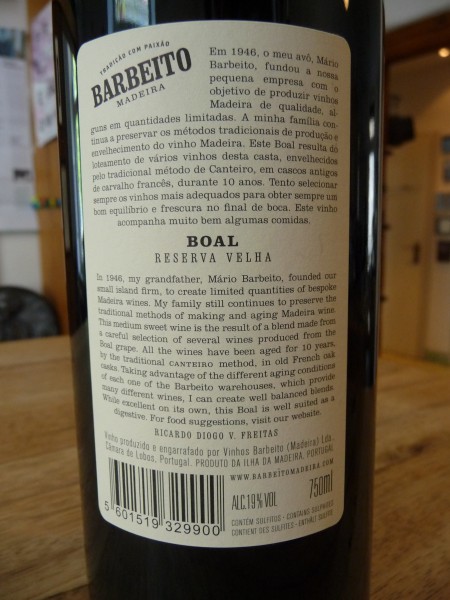 TRADIÇÃO COM PAIXÃO
BARBEITO
MADEIRA
Em 1946, o meu avô, Mário
Barbeito, fundou a nossa
pequena empresa com o
objetivo de produzir vinhos
Madeira de qualidade, al-
guns em quantidades limitadas. A minha família con-
tinua a preservar os métodos tradicionais de produção e
envelhecimento do vinho Madeira. Este Boal resulta do
loteamento de vários vinhos desta casta, envelhecidos
pelo tradicional método de Canteiro, em cascos antigos
de carvalho francês, durante 10 anos. Tento selecionar
sempre os vinhos mais adequados para obter sempre um
bom equilíbrio e frescura no final de boca. Este vinho
acompanha muito bem algumas comidas.
BOAL
RESERVA VELHA
In 1946, my grandfather, Mário Barbeito, founded our
small island firm, to create limited quantities of bespoke
Madeira wines. My family still continues to preserve the
traditional methods of making and aging Madeira wine.
This medium sweet wine is the result of a blend made from
a careful selection of several wines produced from the
Boal grape. All the wines have been aged for 10 years,
by the traditional CANTEIRO method, in old French oak
casks. Taking advantage of the different aging conditions
of each one of the Barbeito warehouses, which provide
many different wines, I can create well balanced blends.
While excellent on its own, this Boal is well suited as a
digestive. For food suggestions, visit our website.
RICARDO DIOGO V. FREITAS
Vinho produzido e engarrafado por Vinhos Barbeito (Madeira) Lda.
Câmara de Lobos, Portugal. PRODUTO DA ILHA DA MADEIRA, PORTUGAL
WWW.BARBEITOMADEIRA.COM
ALC.19% VOL 750ml
5 601519 329900
CONTÉM SULFITOS - CONTAINS SULPHITES
CONTIENT DES SULFITES - ENTHÄLT SULFITE